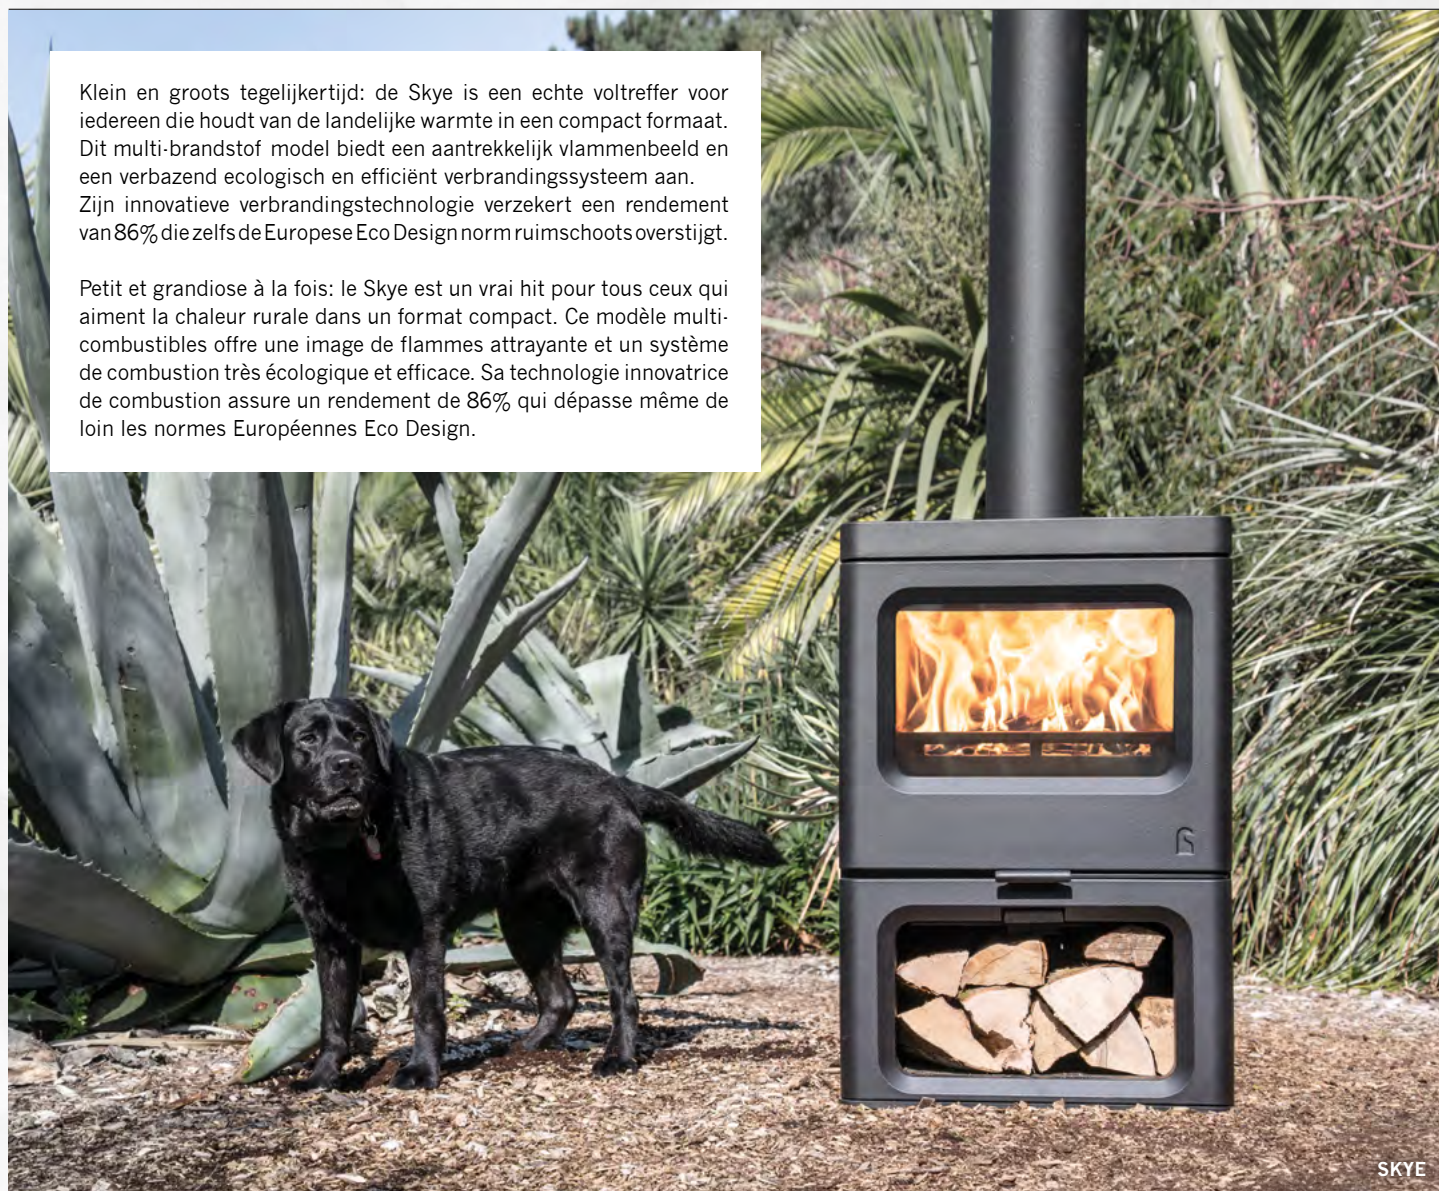 Klein en groots tegelijkertijd: de Skye is een echte voltreffer voor
iedereen die houdt van de landelijke warmte in een compact formaat.
Dit multi-brandstof model biedt een aantrekkelijk vlammenbeeld en
een verbazend ecologisch en efficiënt verbrandingssysteem aan.
Zijn innovatieve verbrandingstechnologie verzekert een rendement
van 86% die zelfs de Europese Eco Design norm ruimschoots overstijgt.
Petit et grandiose à la fois: le Skye est un vrai hit pour tous ceux qui
aiment la chaleur rurale dans un format compact. Ce modèle multi-
combustibles offre une image de flammes attrayante et un système
de combustion très écologique et efficace. Sa technologie innovatrice
de combustion assure un rendement de 86% qui dépasse même de
loin les normes Européennes Eco Design.
SKYE